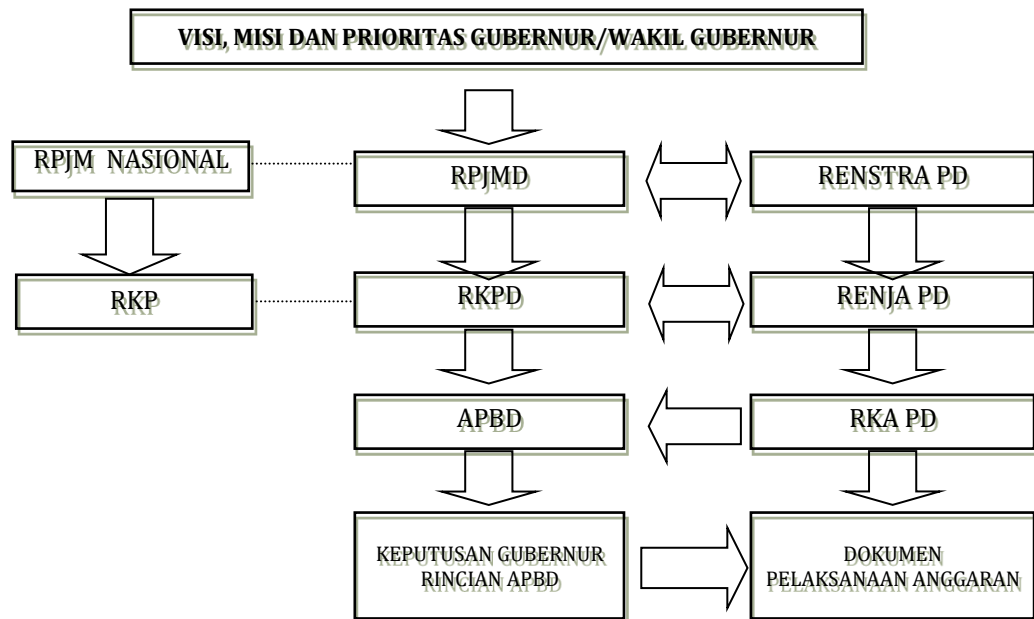 VISI, MISI DAN PRIORITAS GUBERNUR/WAKIL GUBERNUR
RPJM NASIONAL
RPJMD
RENSTRA PD
RKP
RKPD
RENJA PD
APBD
RKA PD
KEPUTUSAN GUBERNUR
RINCIAN APBD
DOKUMEN
PELAKSANAAN ANGGARAN